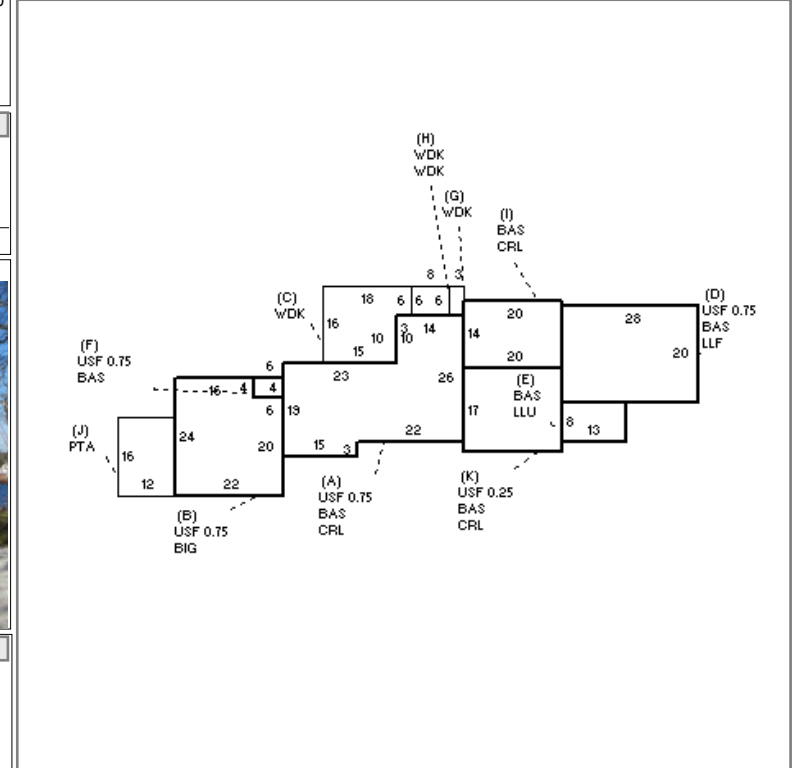 (H)
WDK
WDK
(G)
WDK
(I)
BAS
CRL
8 3
(C)
WDK
18 6 6 6
16
10 3 14
10
15
20
14
20
(D)
USF 0.75
BAS
LLF
28
20
(F)
USF 0.75
BAS
6
16 4 4
23
26
(E)
BAS
LLU
6 19
17
8
13
(J)
PTA
24
20
22
15 3
16
12
22
(A)
USF 0.75
BAS
CRL
(K)
USF 0.25
BAS
CRL
(B)
USF 0.75
BIG